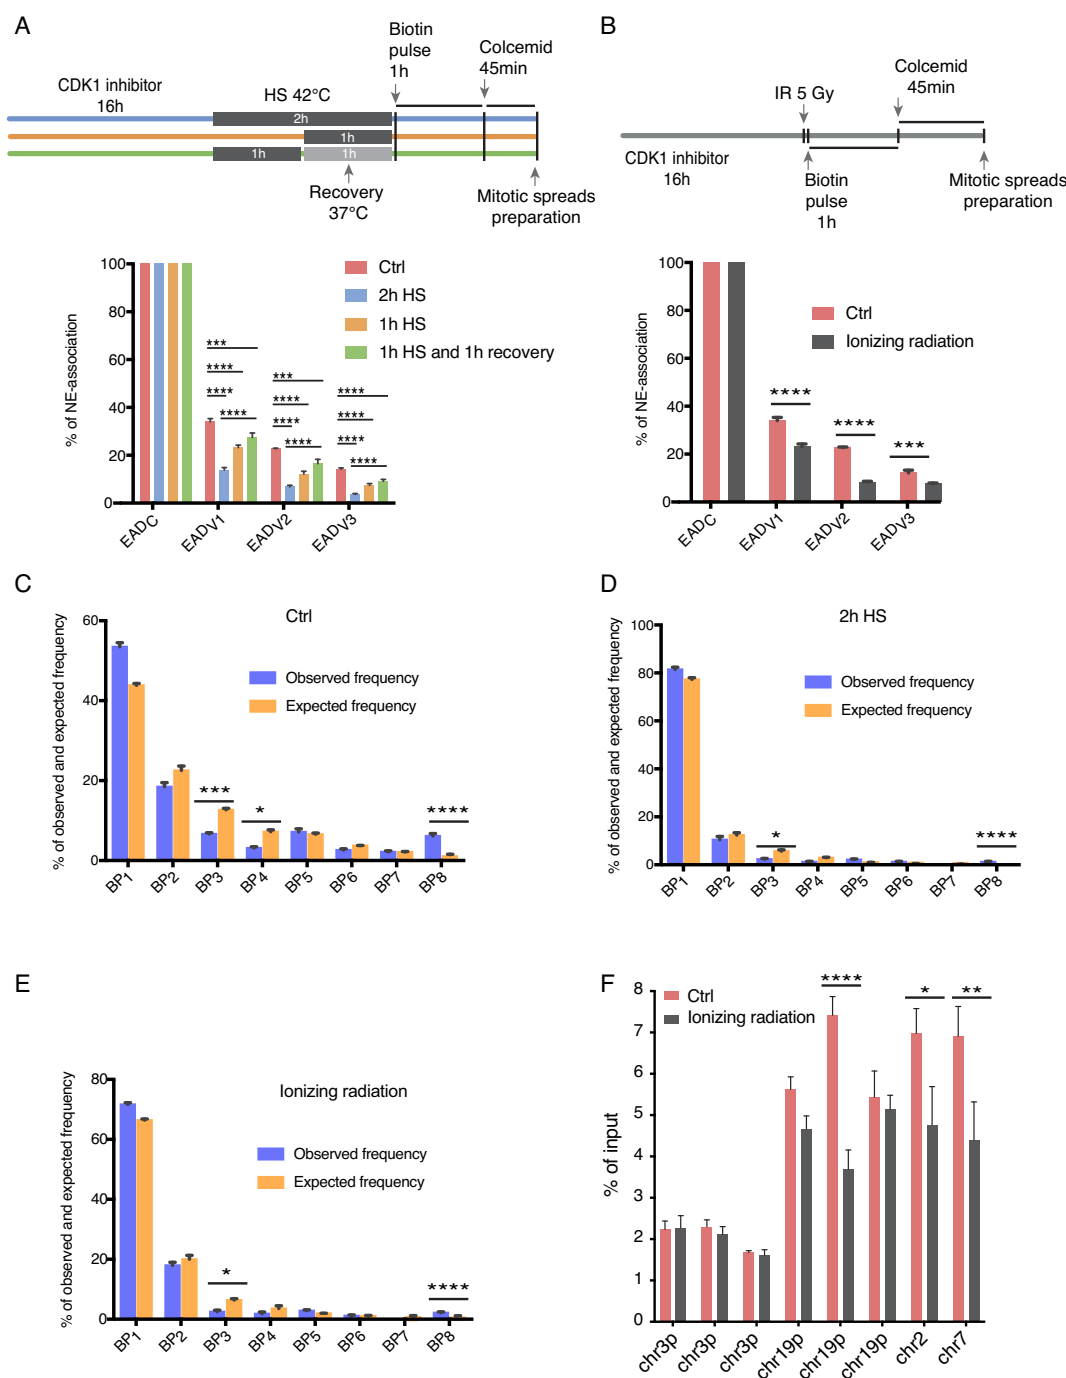 A
Biotin
pulse
1h
Colcemid
45min
CDK1 inhibitor
16h
HS 42°C
2h
1h
1h
1h
Recovery
37°C
Mitotic spreads
preparation
% of NE-association
100
80
60
40
20
0
Ctrl
2h HS
1h HS
1h HS and 1h recovery
***
****
****
****
***
****
****
****
****
****
****
****
EADC
EADV1
EADV2
EADV3
B
Colcemid
45min
IR 5 Gy
CDK1 inhibitor
16h
Biotin
pulse
1h
Mitotic spreads
preparation
% of NE-association
100
80
60
40
20
0
Ctrl
Ionizing radiation
****
****
***
EADC
EADV1
EADV2
EADV3
C
Ctrl
% of observed and expected frequency
60
40
20
0
Observed frequency
Expected frequency
***
*
****
BP1
BP2
BP3
BP4
BP5
BP6
BP7
BP8
D
2h HS
% of observed and expected frequency
100
80
60
40
20
0
Observed frequency
Expected frequency
*
****
BP1
BP2
BP3
BP4
BP5
BP6
BP7
BP8
E
Ionizing radiation
% of observed and expected frequency
80
60
40
20
0
Observed frequency
Expected frequency
*
****
BP1
BP2
BP3
BP4
BP5
BP6
BP7
BP8
F
% of input
8
7
6
5
4
3
2
1
0
Ctrl
Ionizing radiation
****
*
**
chr3p
chr3p
chr3p
chr19p
chr19p
chr19p
chr2
chr7